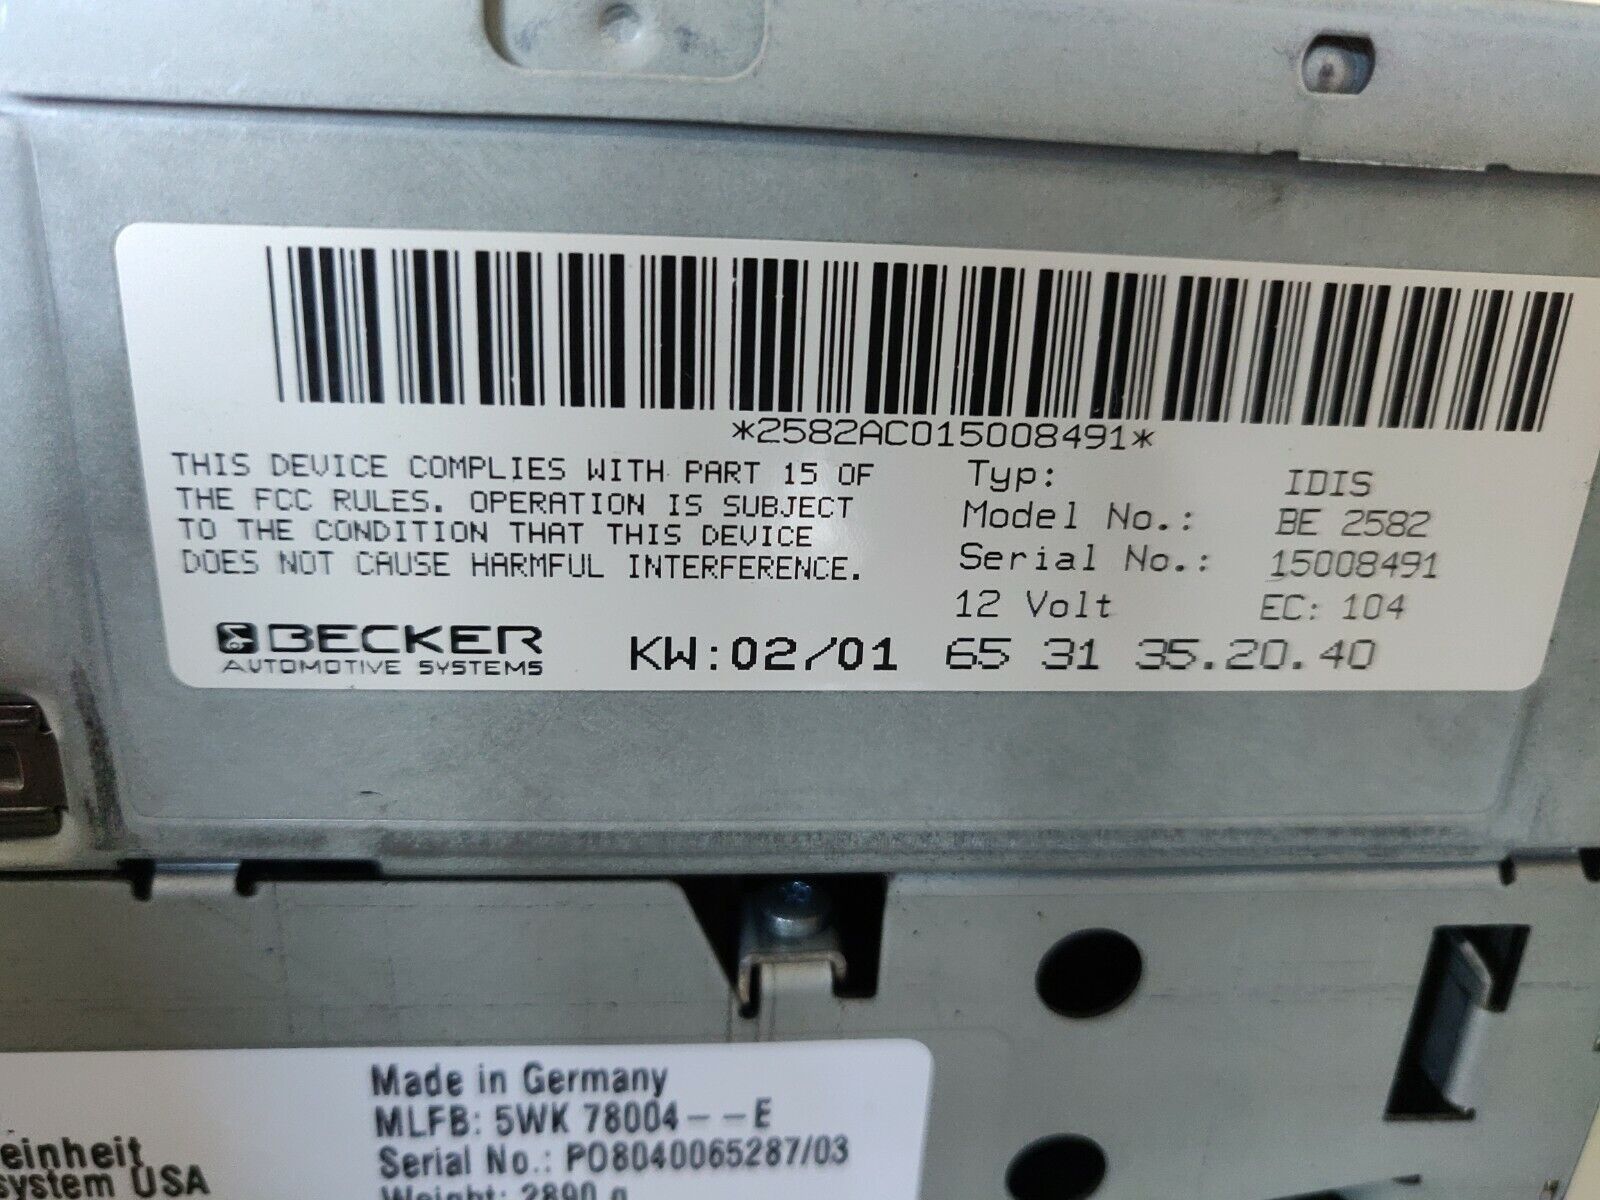 *2582AC015008491*
THIS DEVICE COMPLIES WITH PART 15 OF
THE FCC RULES. OPERATION IS SUBJECT
TO THE CONDITION THAT THIS DEVICE
DOES NOT CAUSE HARMFUL INTERFERENCE.
Typ: IDIS
Model No.: BE 2582
Serial No.: 15008491
12 Volt EC: 104
BECKER
AUTOMOTIVE SYSTEMS
KW:02/01 65 31 35.20.40
Made in Germany
MLFB: 5WK 78004--E
Serial No.: PO8040065287/03
Weight: 2890 g
einheit
system USA